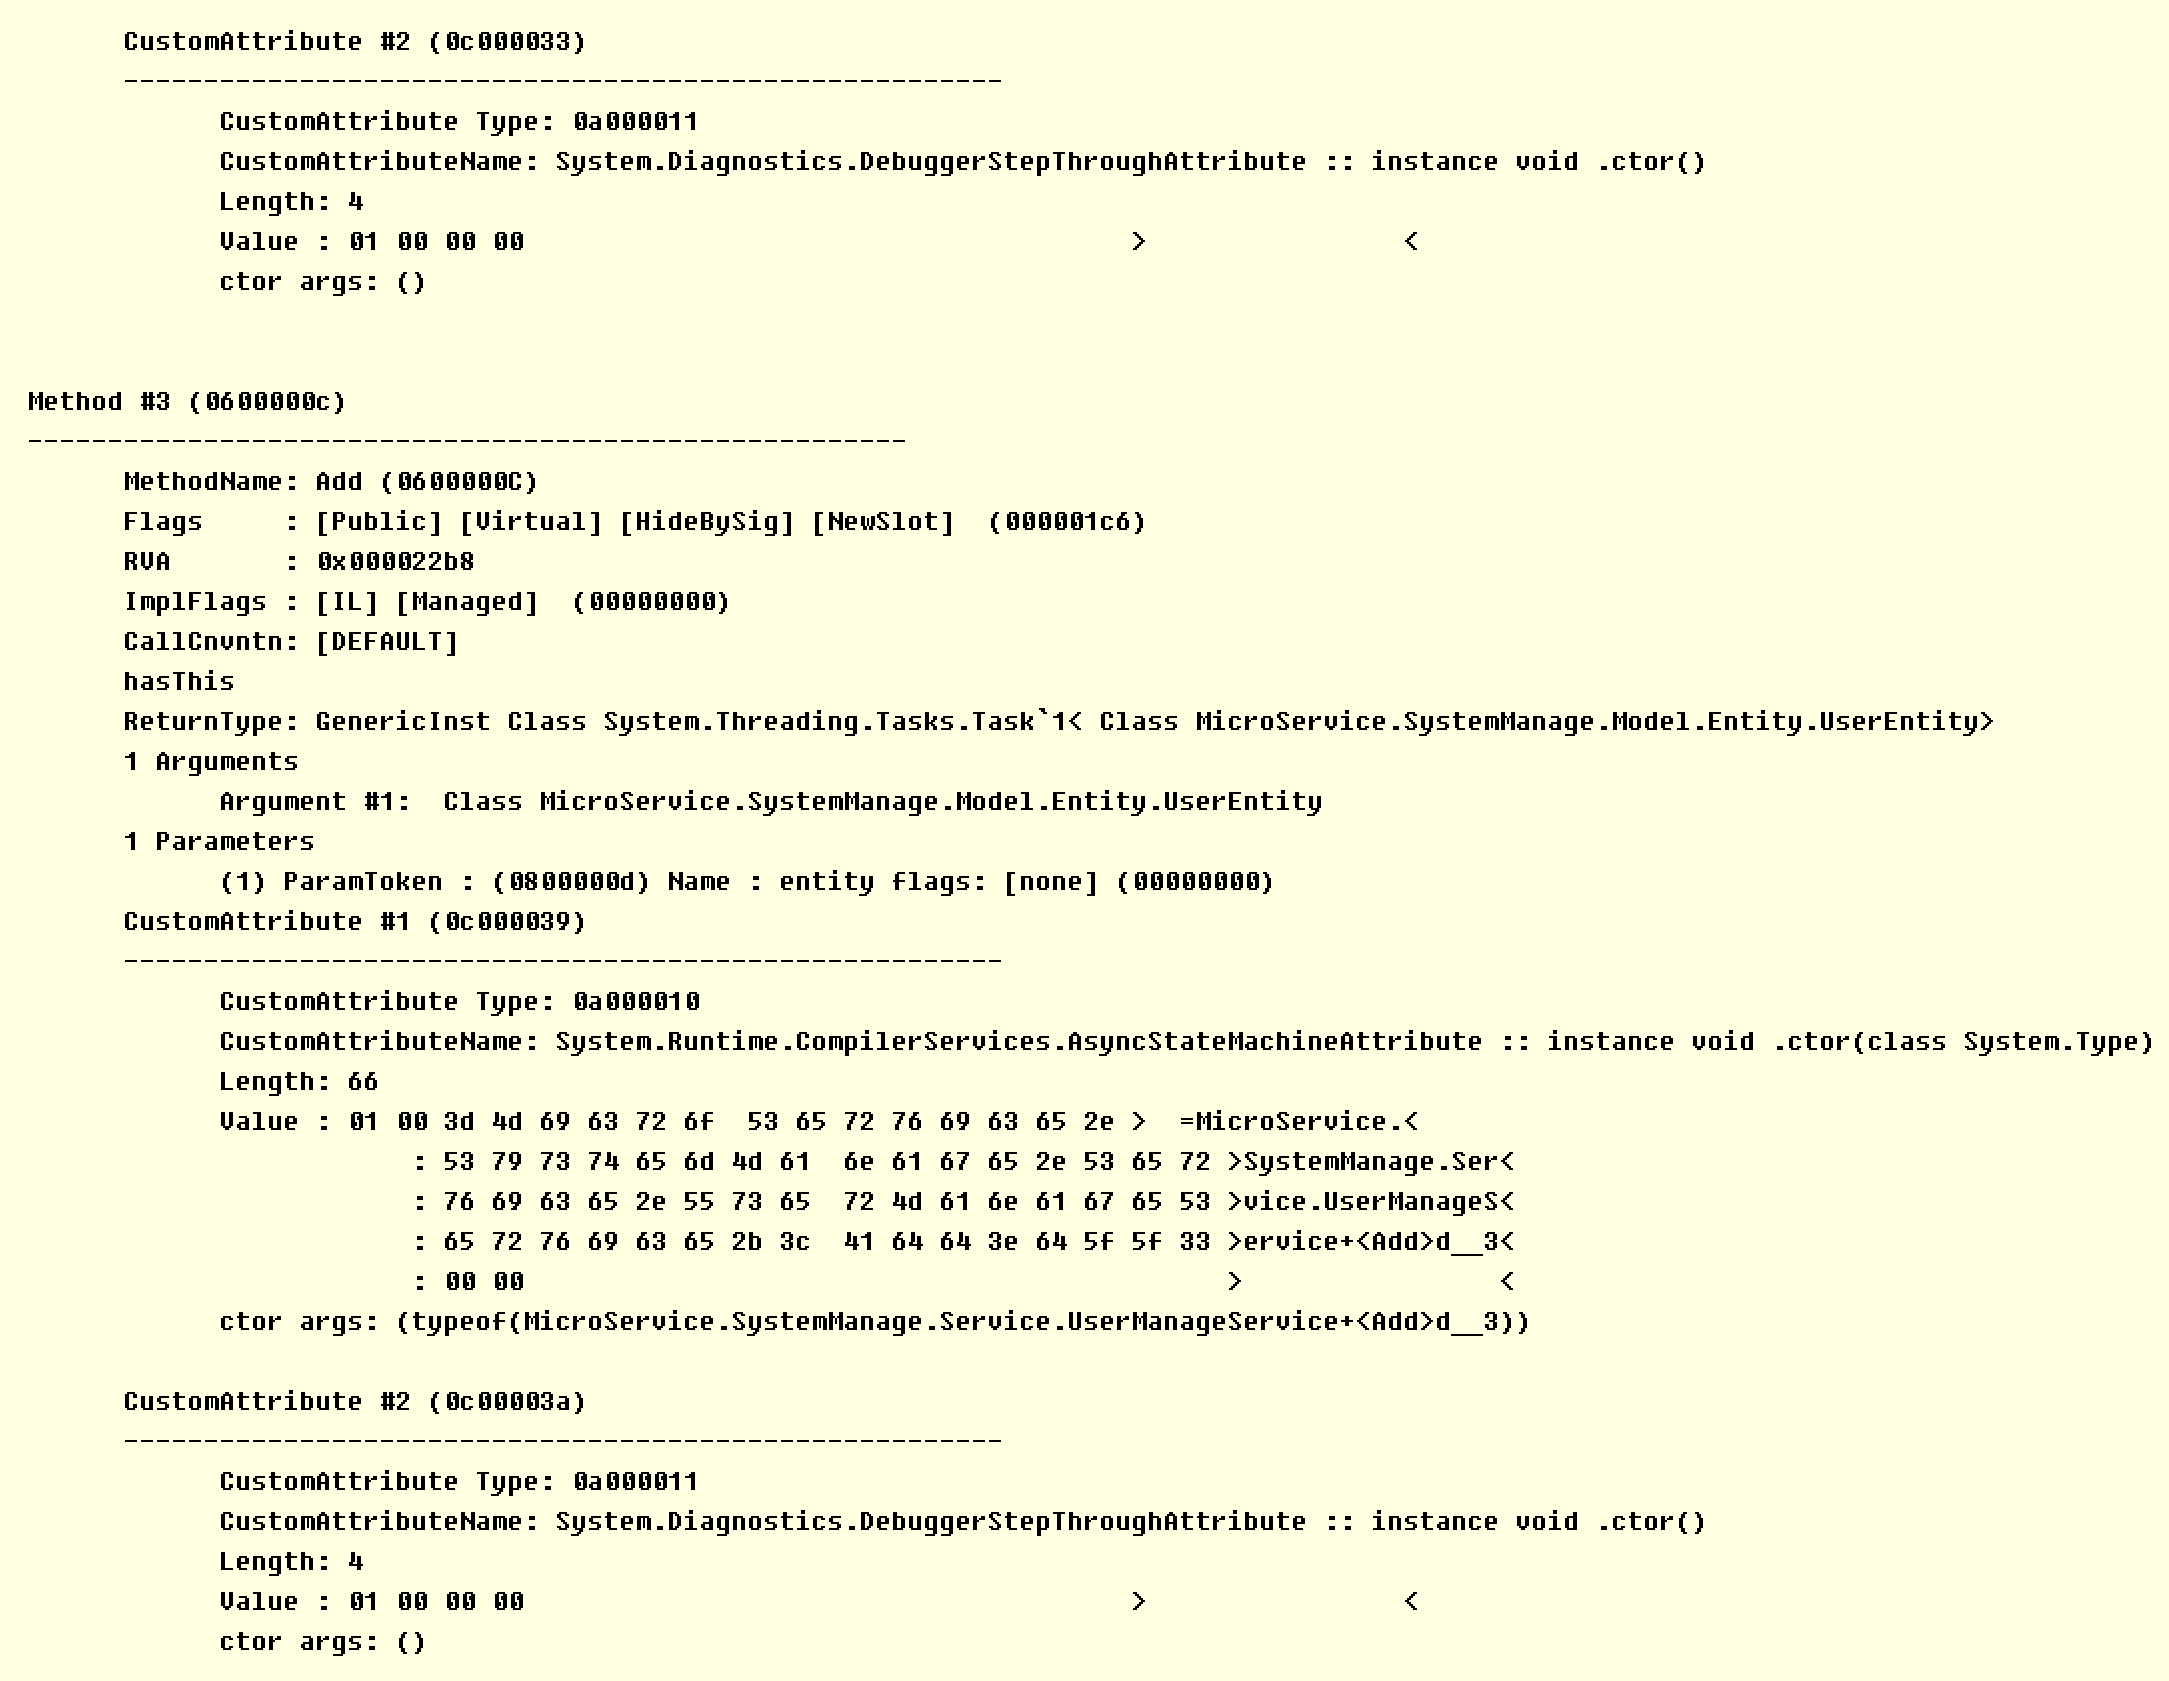 CustomAttribute #2 (0c000033)
-------------------------------------------------------
CustomAttribute Type: 0a000011
CustomAttributeName: System.Diagnostics.DebuggerStepThroughAttribute :: instance void .ctor()
Length: 4
Value : 01 00 00 00                                      >                <
ctor args: ()
Method #3 (0600000c)
-------------------------------------------------------
MethodName: Add (0600000C)
Flags     : [Public] [Virtual] [HideBySig] [NewSlot]  (000001c6)
RVA       : 0x000022b8
ImplFlags : [IL] [Managed]  (00000000)
CallCnvntn: [DEFAULT]
hasThis
ReturnType: GenericInst Class System.Threading.Tasks.Task`1< Class MicroService.SystemManage.Model.Entity.UserEntity>
1 Arguments
Argument #1:  Class MicroService.SystemManage.Model.Entity.UserEntity
1 Parameters
(1) ParamToken : (0800000d) Name : entity flags: [none] (00000000)
CustomAttribute #1 (0c000039)
-------------------------------------------------------
CustomAttribute Type: 0a000010
CustomAttributeName: System.Runtime.CompilerServices.AsyncStateMachineAttribute :: instance void .ctor(class System.Type)
Length: 66
Value : 01 00 3d 4d 69 63 72 6f  53 65 72 76 69 63 65 2e >  =MicroService.<
: 53 79 73 74 65 6d 4d 61  6e 61 67 65 2e 53 65 72 >SystemManage.Ser<
: 76 69 63 65 2e 55 73 65  72 4d 61 6e 61 67 65 53 >vice.UserManageS<
: 65 72 76 69 63 65 2b 3c  41 64 64 3e 64 5f 5f 33 >ervice+<Add>d__3<
: 00 00                                            >                <
ctor args: (typeof(MicroService.SystemManage.Service.UserManageService+<Add>d__3))
CustomAttribute #2 (0c00003a)
-------------------------------------------------------
CustomAttribute Type: 0a000011
CustomAttributeName: System.Diagnostics.DebuggerStepThroughAttribute :: instance void .ctor()
Length: 4
Value : 01 00 00 00                                      >                <
ctor args: ()